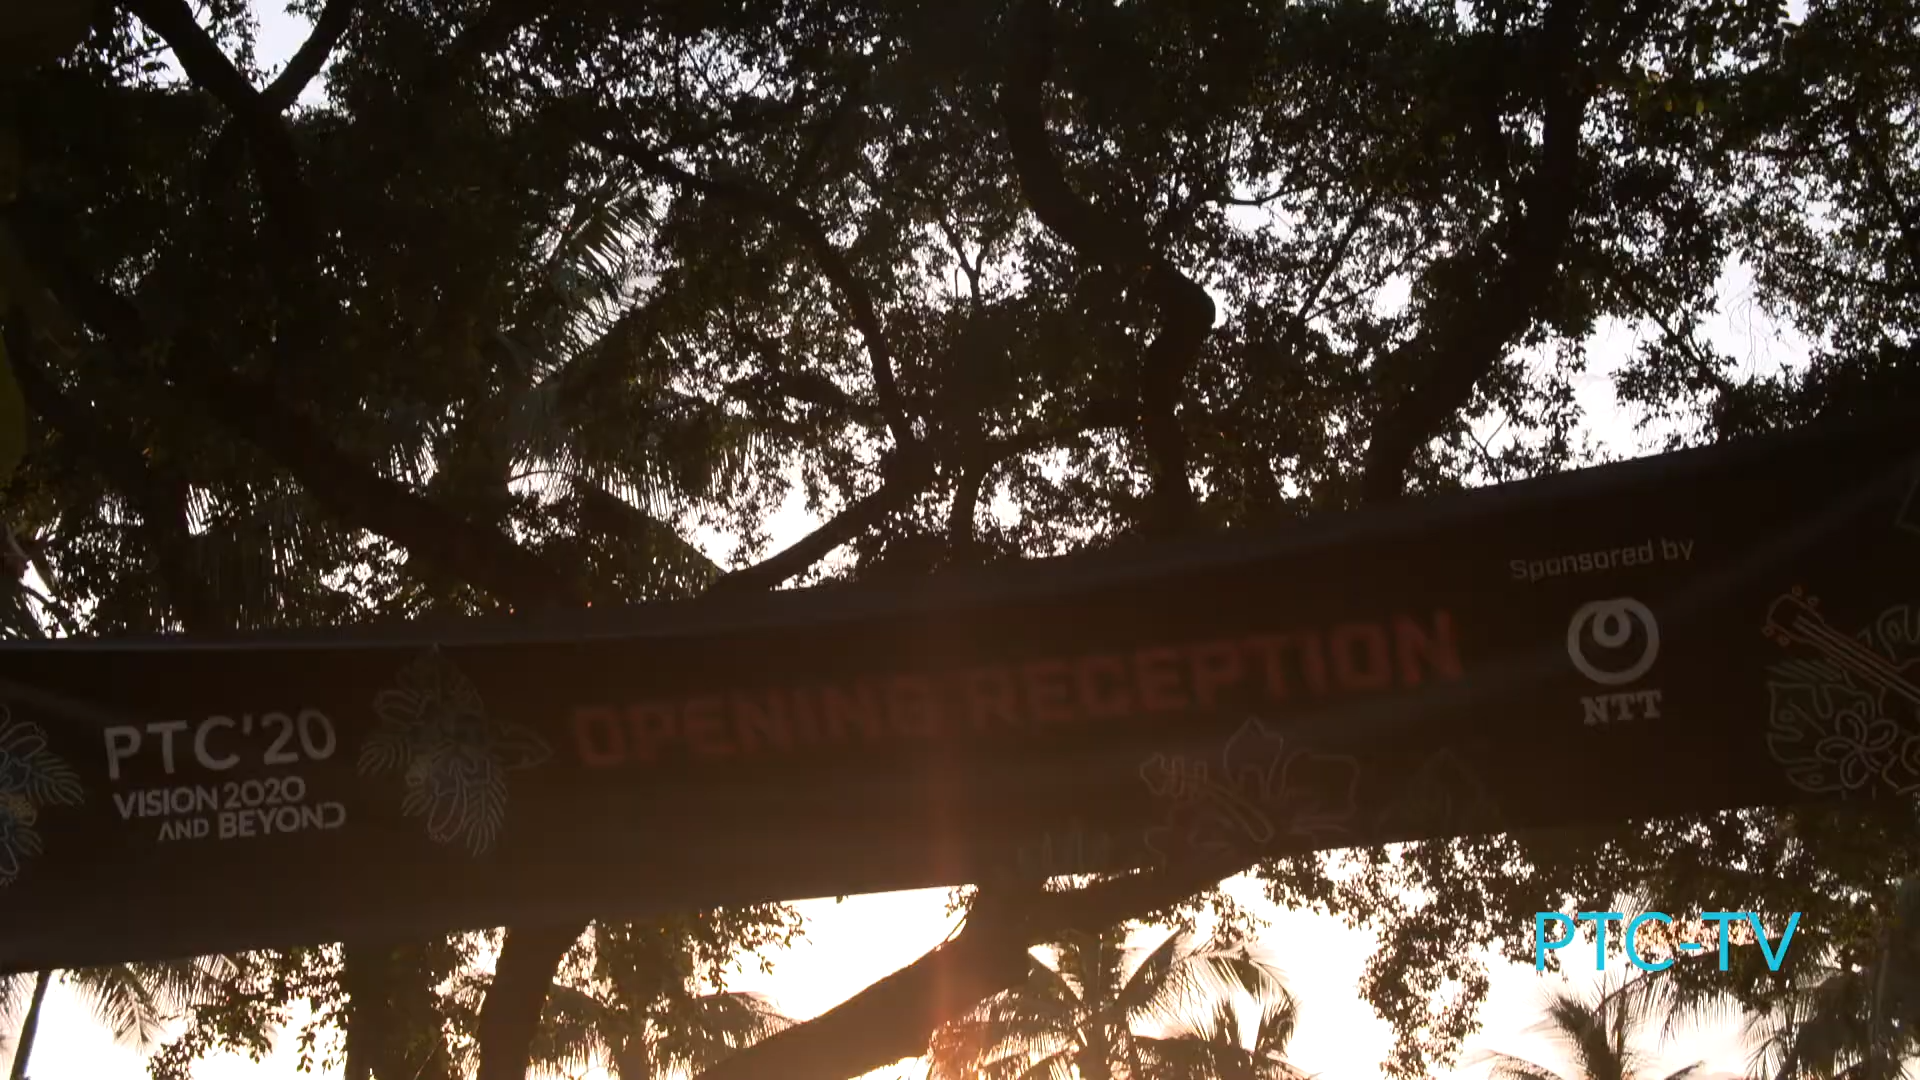 PTC'20
VISION 2020
AND BEYOND
OPENING RECEPTION
Sponsored by
NTT
PTC-TV